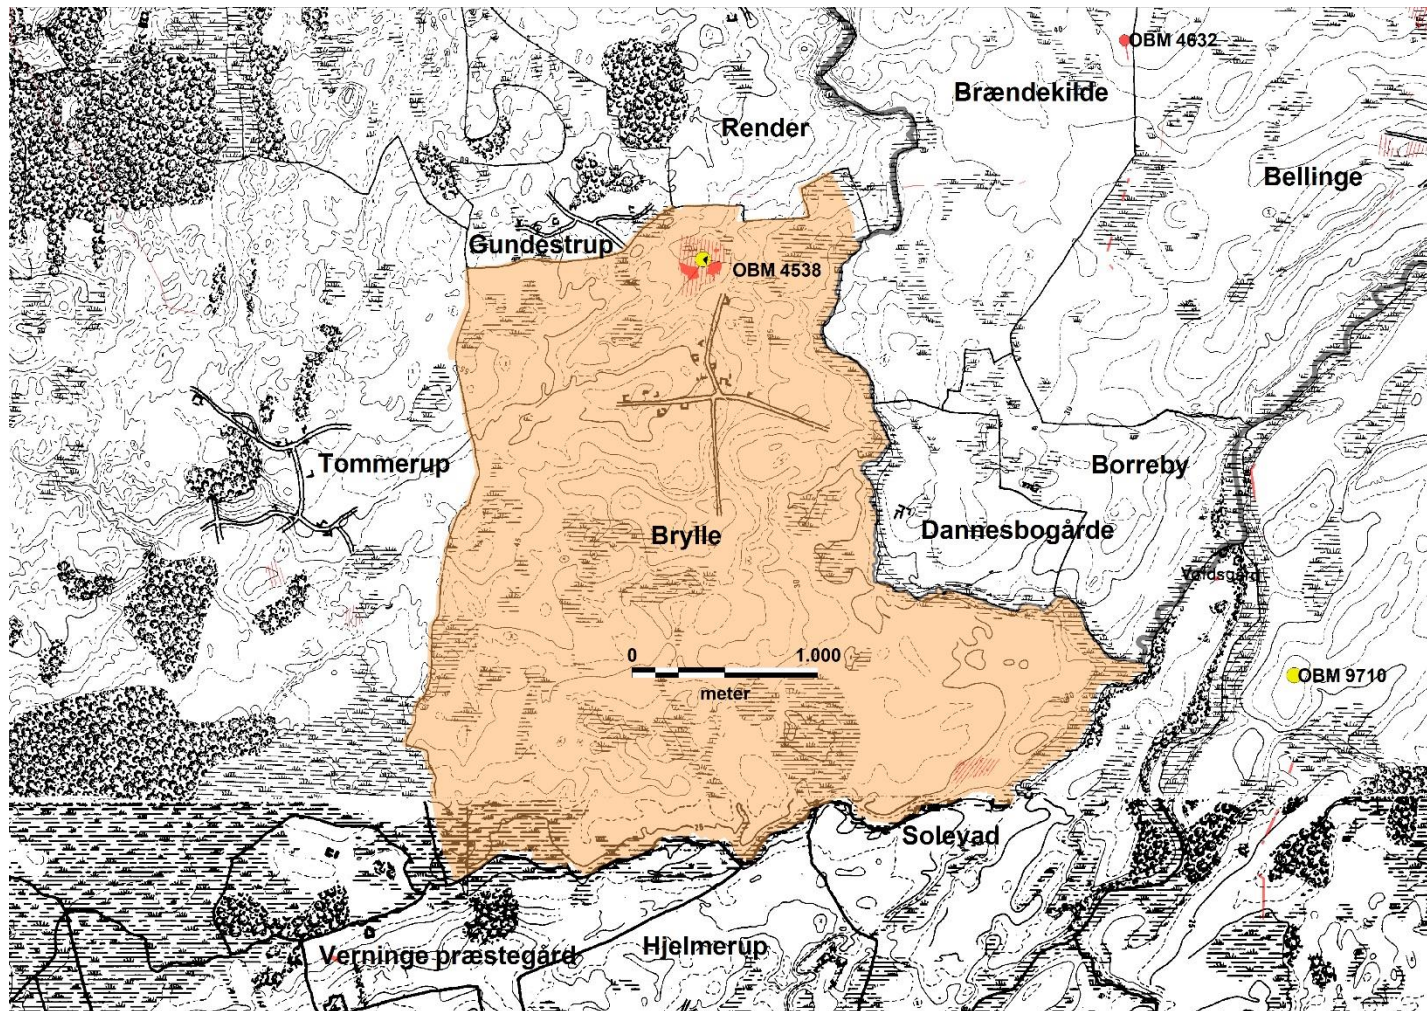 OBM 4632
Brændekilde
Render
Bellinge
Gundestrup
OBM 4538
Tommerup
Borreby
Dannesbogårde
Brylle
Voldsgård
0 1.000
meter
OBM 9710
Solevad
Verninge præstegård
Hjelmerup